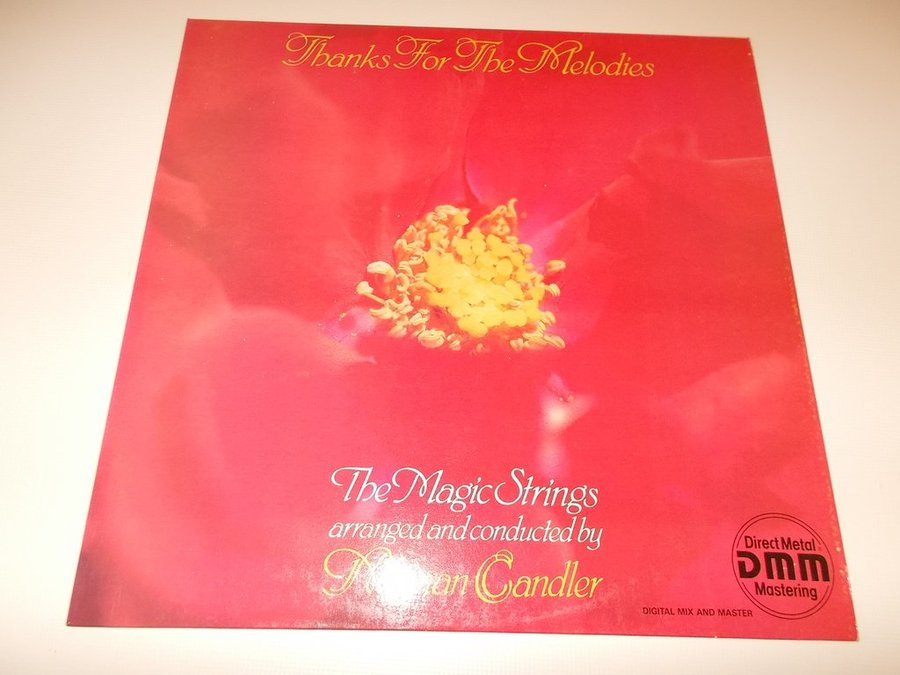 Thanks For The Melodies
The Magic Strings
arranged and conducted by
Candler
Direct Metal
DMM
Mastering
DIGITAL MIX AND MASTER